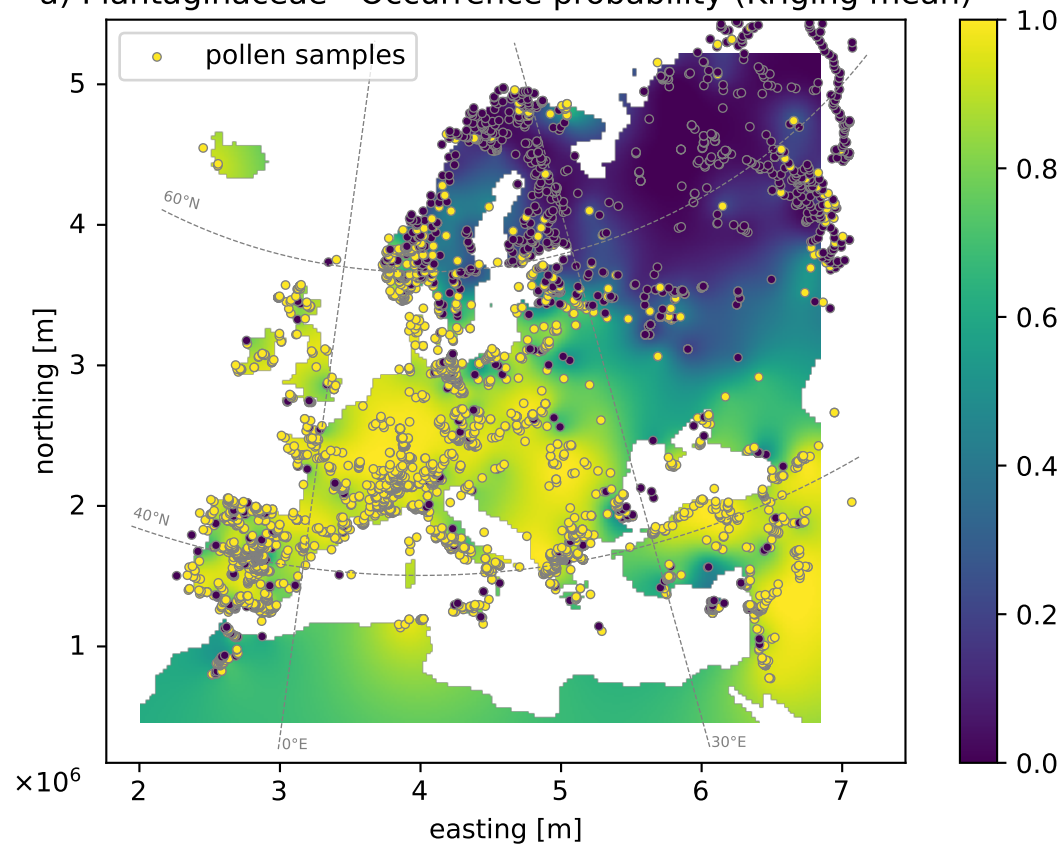 a) Plantaginaceae - Occurrence probability (Kriging mean)
pollen samples
60°N
40°N
0°E
30°E
5
4
3
2
1
northing [m]
×10⁶
2 3 4 5 6 7
easting [m]
1.0
0.8
0.6
0.4
0.2
0.0